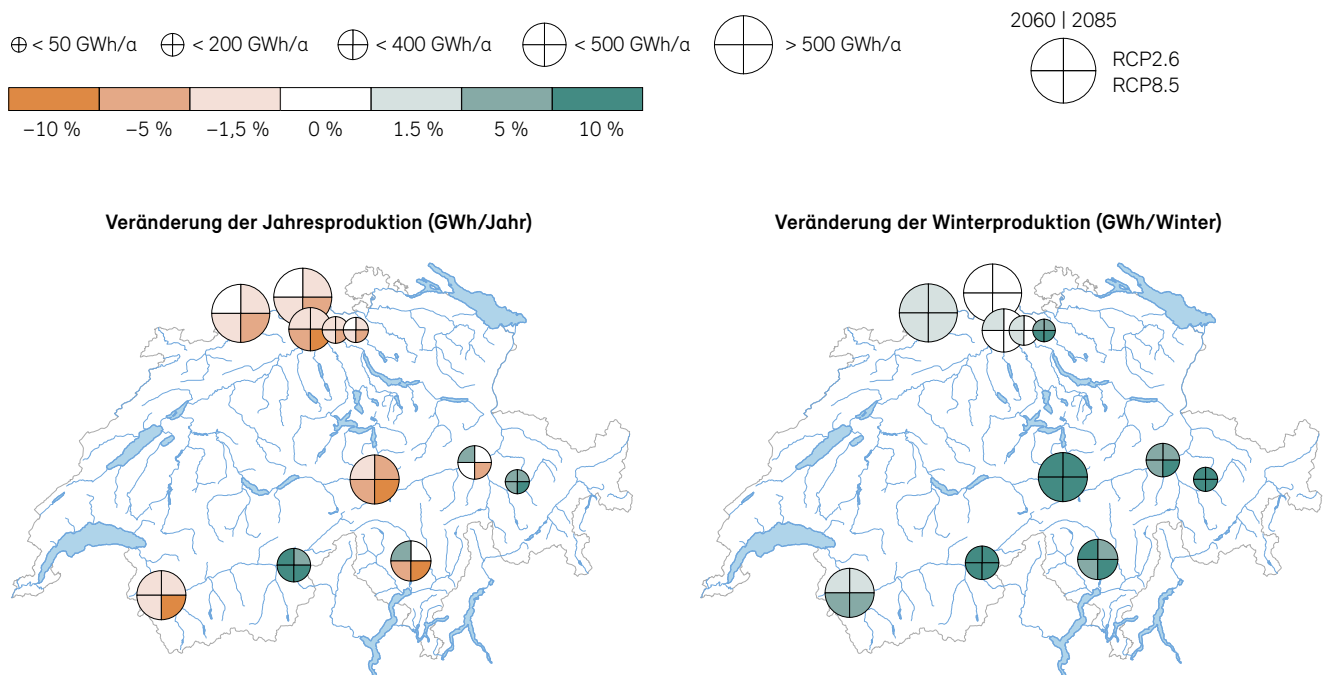 < 50 GWh/a < 200 GWh/a < 400 GWh/a < 500 GWh/a > 500 GWh/a
2060 | 2085
RCP2.6
RCP8.5
–10 % –5 % –1,5 % 0 % 1.5 % 5 % 10 %
Veränderung der Jahresproduktion (GWh/Jahr)
Veränderung der Winterproduktion (GWh/Winter)